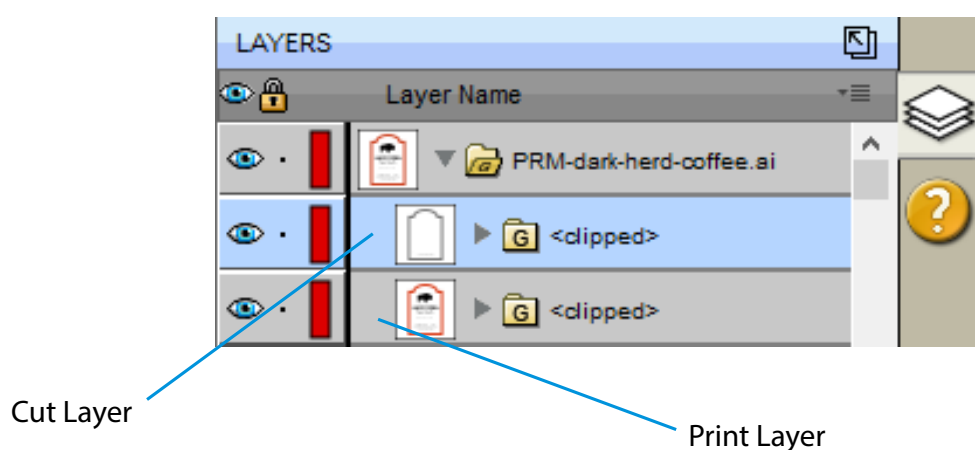 LAYERS
Layer Name
PRM-dark-herd-coffee.ai
G <clipped>
G <clipped>
Cut Layer
Print Layer